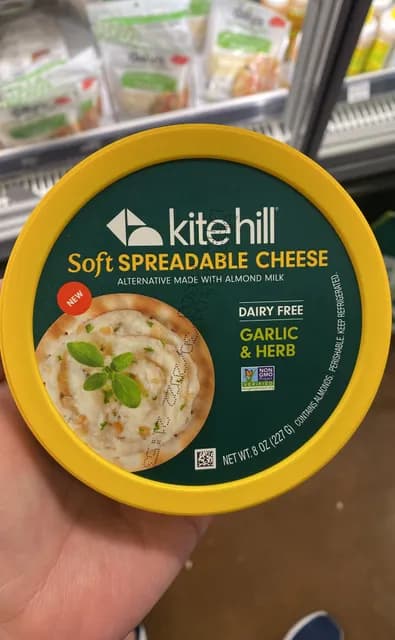 kite hill
Soft SPREADABLE CHEESE
ALTERNATIVE MADE WITH ALMOND MILK
NEW
DAIRY FREE
GARLIC
& HERB
NON
GMO
VERIFIED
NET WT. 8 OZ (227 G) CONTAINS ALMONDS. PERISHABLE. KEEP REFRIGERATED.